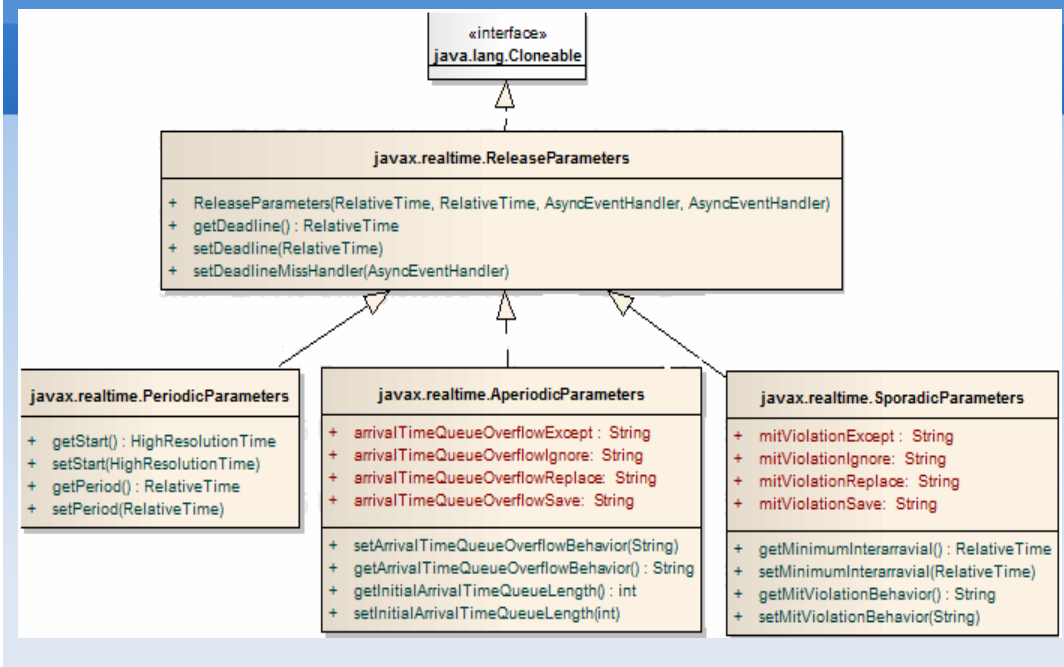 «interface»
java.lang.Cloneable
javax.realtime.ReleaseParameters
+ ReleaseParameters(RelativeTime, RelativeTime, AsyncEventHandler, AsyncEventHandler)
+ getDeadline() : RelativeTime
+ setDeadline(RelativeTime)
+ setDeadlineMissHandler(AsyncEventHandler)
javax.realtime.PeriodicParameters
+ getStart() : HighResolutionTime
+ setStart(HighResolutionTime)
+ getPeriod() : RelativeTime
+ setPeriod(RelativeTime)
javax.realtime.AperiodicParameters
+ arrivalTimeQueueOverflowExcept : String
+ arrivalTimeQueueOverflowIgnore: String
+ arrivalTimeQueueOverflowReplace: String
+ arrivalTimeQueueOverflowSave: String
+ setArrivalTimeQueueOverflowBehavior(String)
+ getArrivalTimeQueueOverflowBehavior() : String
+ getInitialArrivalTimeQueueLength() : int
+ setInitialArrivalTimeQueueLength(int)
javax.realtime.SporadicParameters
+ mitViolationExcept : String
+ mitViolationIgnore: String
+ mitViolationReplace: String
+ mitViolationSave: String
+ getMinimumInterarravial() : RelativeTime
+ setMinimumInterarravial(RelativeTime)
+ getMitViolationBehavior() : String
+ setMitViolationBehavior(String)